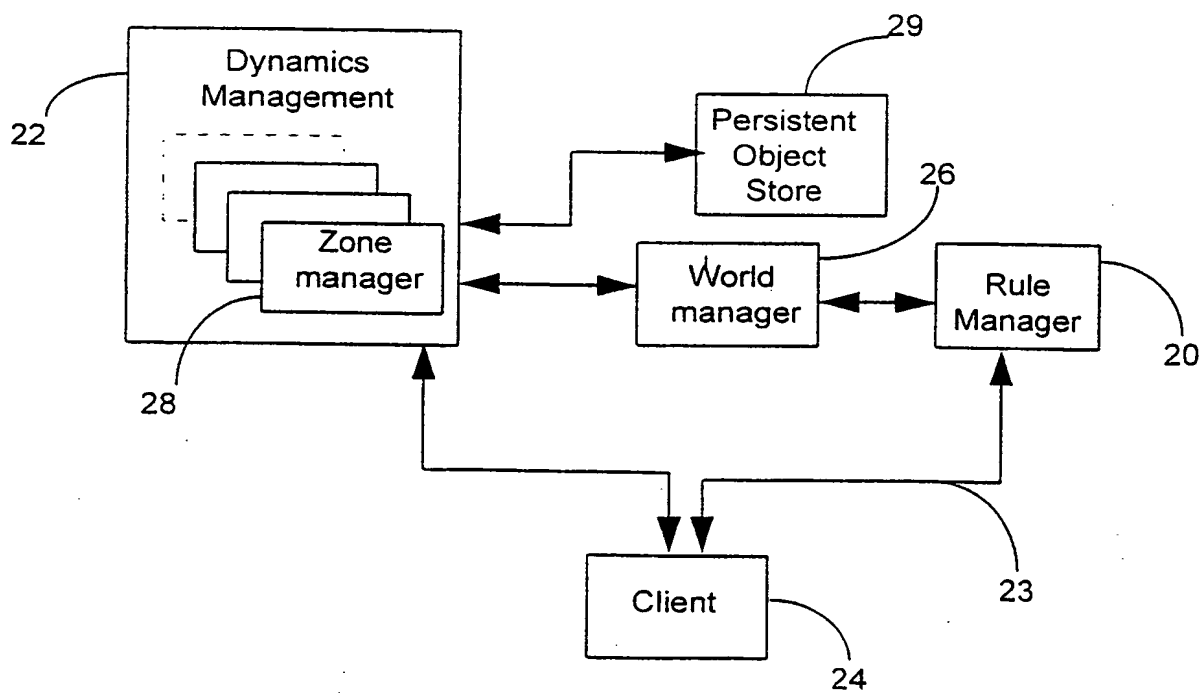 29
Dynamics
Management
22
Persistent
Object
Store
26
Zone
manager
World
manager
Rule
Manager
20
28
Client
23
24